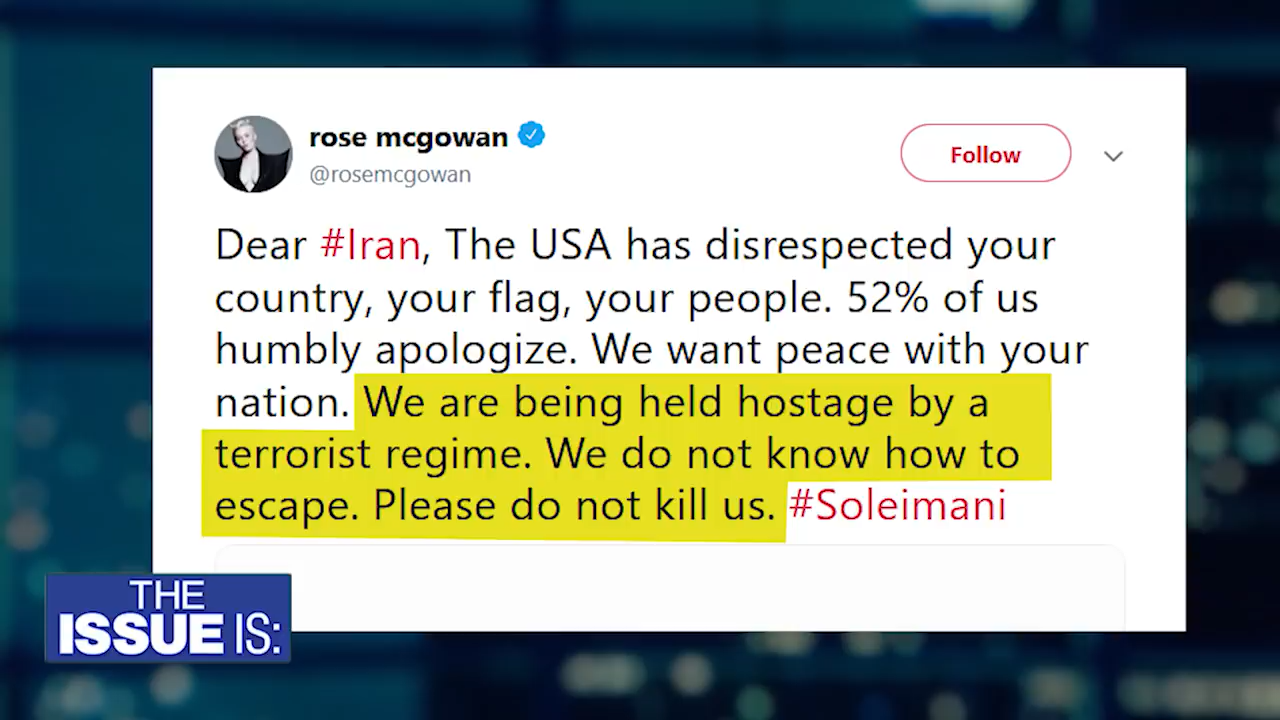 rose mcgowan
@rosemcgowan
Follow
Dear #Iran, The USA has disrespected your
country, your flag, your people. 52% of us
humbly apologize. We want peace with your
nation. We are being held hostage by a
terrorist regime. We do not know how to
escape. Please do not kill us. #Soleimani
THE
ISSUE IS: